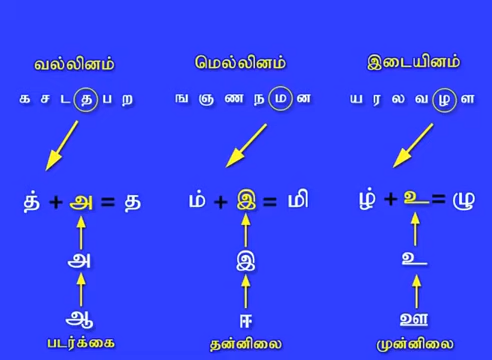 வல்லினம் மெல்லினம் இடையினம்
க ச ட த ப ற ங ஞ ண ந ம ன ய ர ல வ ழ ள
த் + அ = த ம் + இ = மி ழ் + உ = ழு
அ இ உ
ஆ ஈ ஊ
படர்க்கை தன்னிலை முன்னிலை